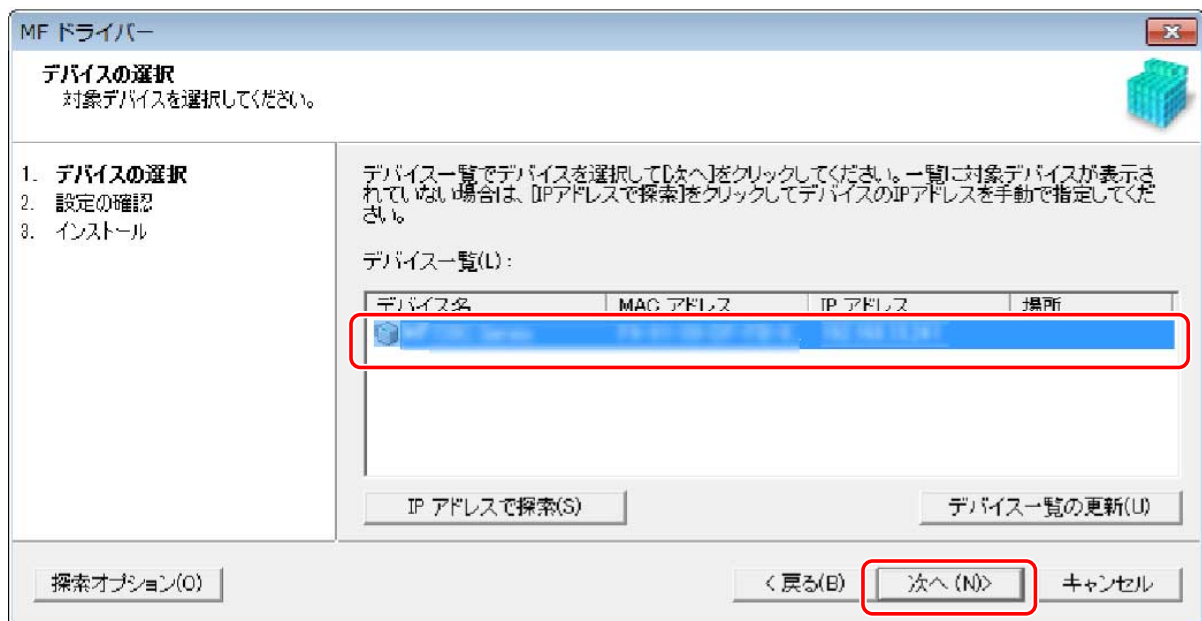 MF ドライバー
デバイスの選択
対象デバイスを選択してください。
1. デバイスの選択
2. 設定の確認
3. インストール
デバイス一覧でデバイスを選択して[次へ]をクリックしてください。一覧に対象デバイスが表示さ
れていない場合は、[IPアドレスで探索]をクリックしてデバイスのIPアドレスを手動で指定してくだ
さい。
デバイス一覧(L):
デバイス名 MAC アドレス IP アドレス 場所
IP アドレスで探索(S) デバイス一覧の更新(U)
探索オプション(O) < 戻る(B) 次へ (N)> キャンセル